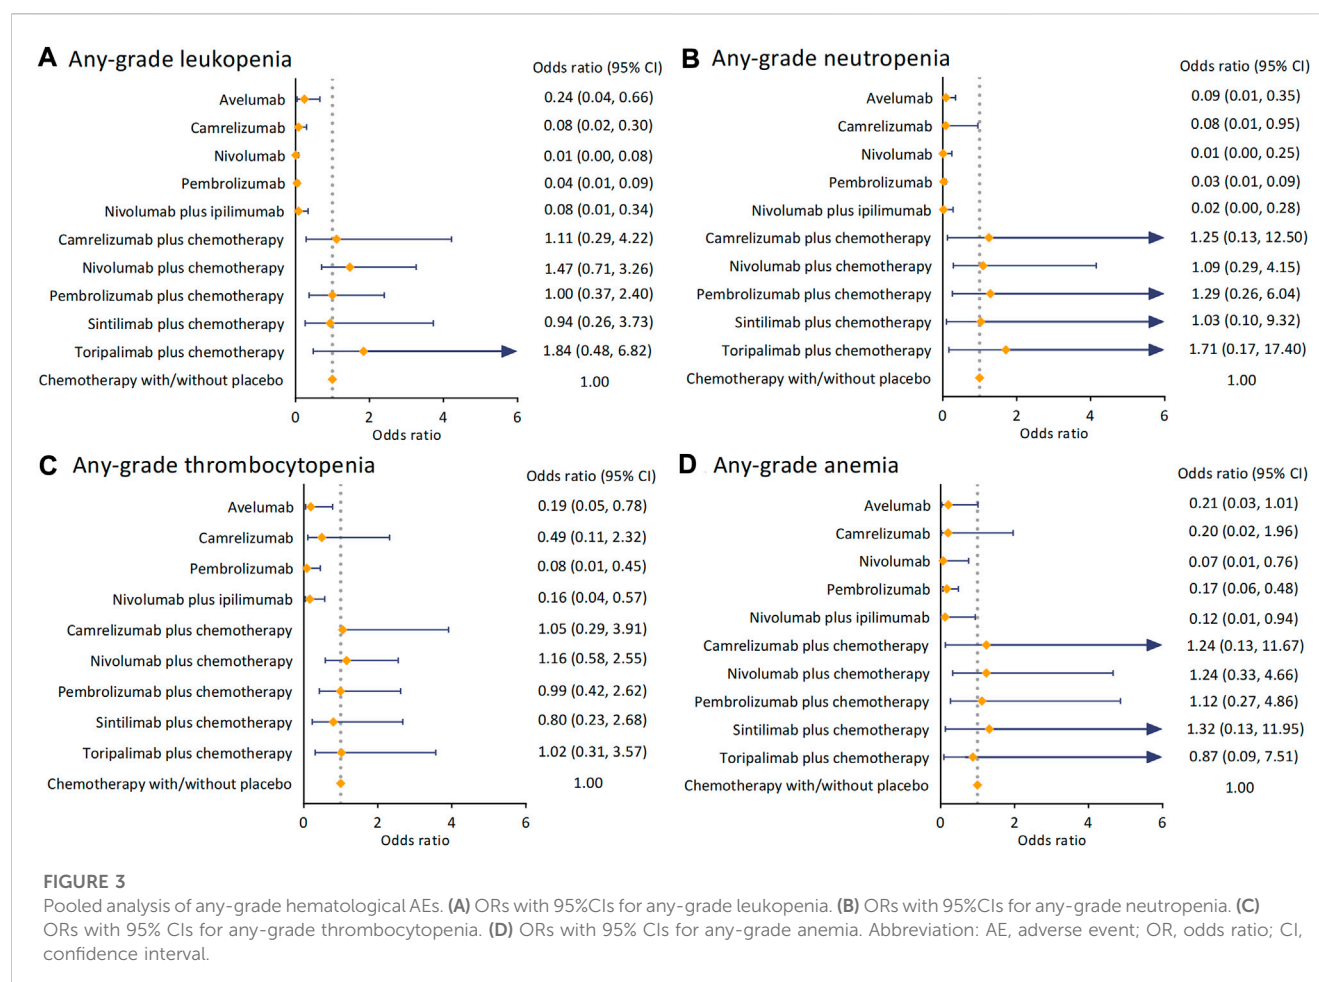 A Any-grade leukopenia
Odds ratio (95% CI)
Avelumab 0.24 (0.04, 0.66)
Camrelizumab 0.08 (0.02, 0.30)
Nivolumab 0.01 (0.00, 0.08)
Pembrolizumab 0.04 (0.01, 0.09)
Nivolumab plus ipilimumab 0.08 (0.01, 0.34)
Camrelizumab plus chemotherapy 1.11 (0.29, 4.22)
Nivolumab plus chemotherapy 1.47 (0.71, 3.26)
Pembrolizumab plus chemotherapy 1.00 (0.37, 2.40)
Sintilimab plus chemotherapy 0.94 (0.26, 3.73)
Toripalimab plus chemotherapy 1.84 (0.48, 6.82)
Chemotherapy with/without placebo 1.00
0 2 4 6
Odds ratio
B Any-grade neutropenia
Odds ratio (95% CI)
Avelumab 0.09 (0.01, 0.35)
Camrelizumab 0.08 (0.01, 0.95)
Nivolumab 0.01 (0.00, 0.25)
Pembrolizumab 0.03 (0.01, 0.09)
Nivolumab plus ipilimumab 0.02 (0.00, 0.28)
Camrelizumab plus chemotherapy 1.25 (0.13, 12.50)
Nivolumab plus chemotherapy 1.09 (0.29, 4.15)
Pembrolizumab plus chemotherapy 1.29 (0.26, 6.04)
Sintilimab plus chemotherapy 1.03 (0.10, 9.32)
Toripalimab plus chemotherapy 1.71 (0.17, 17.40)
Chemotherapy with/without placebo 1.00
0 2 4 6
Odds ratio
C Any-grade thrombocytopenia
Odds ratio (95% CI)
Avelumab 0.19 (0.05, 0.78)
Camrelizumab 0.49 (0.11, 2.32)
Pembrolizumab 0.08 (0.01, 0.45)
Nivolumab plus ipilimumab 0.16 (0.04, 0.57)
Camrelizumab plus chemotherapy 1.05 (0.29, 3.91)
Nivolumab plus chemotherapy 1.16 (0.58, 2.55)
Pembrolizumab plus chemotherapy 0.99 (0.42, 2.62)
Sintilimab plus chemotherapy 0.80 (0.23, 2.68)
Toripalimab plus chemotherapy 1.02 (0.31, 3.57)
Chemotherapy with/without placebo 1.00
0 2 4 6
Odds ratio
D Any-grade anemia
Odds ratio (95% CI)
Avelumab 0.21 (0.03, 1.01)
Camrelizumab 0.20 (0.02, 1.96)
Nivolumab 0.07 (0.01, 0.76)
Pembrolizumab 0.17 (0.06, 0.48)
Nivolumab plus ipilimumab 0.12 (0.01, 0.94)
Camrelizumab plus chemotherapy 1.24 (0.13, 11.67)
Nivolumab plus chemotherapy 1.24 (0.33, 4.66)
Pembrolizumab plus chemotherapy 1.12 (0.27, 4.86)
Sintilimab plus chemotherapy 1.32 (0.13, 11.95)
Toripalimab plus chemotherapy 0.87 (0.09, 7.51)
Chemotherapy with/without placebo 1.00
0 2 4 6
Odds ratio
FIGURE 3
Pooled analysis of any-grade hematological AEs. (A) ORs with 95%CIs for any-grade leukopenia. (B) ORs with 95%CIs for any-grade neutropenia. (C)
ORs with 95% CIs for any-grade thrombocytopenia. (D) ORs with 95% CIs for any-grade anemia. Abbreviation: AE, adverse event; OR, odds ratio; CI,
confidence interval.